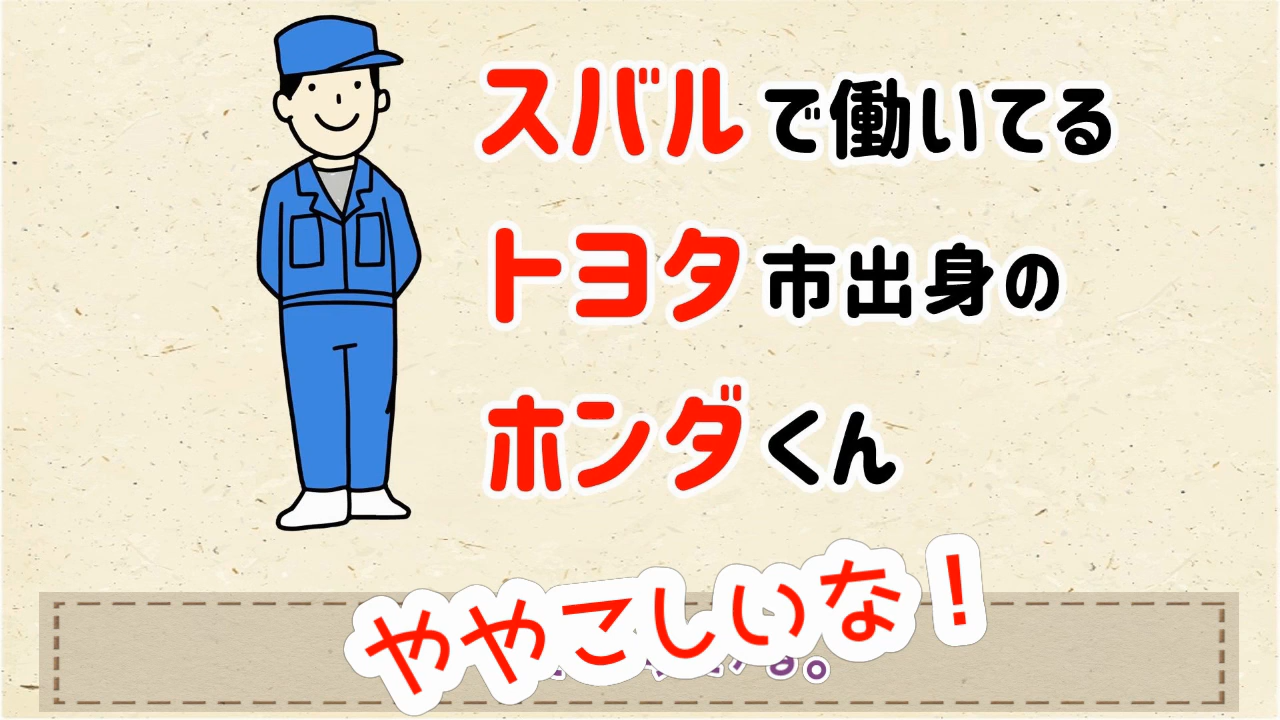 スバルで働いてる
トヨタ市出身の
ホンダくん
ややこしいな!